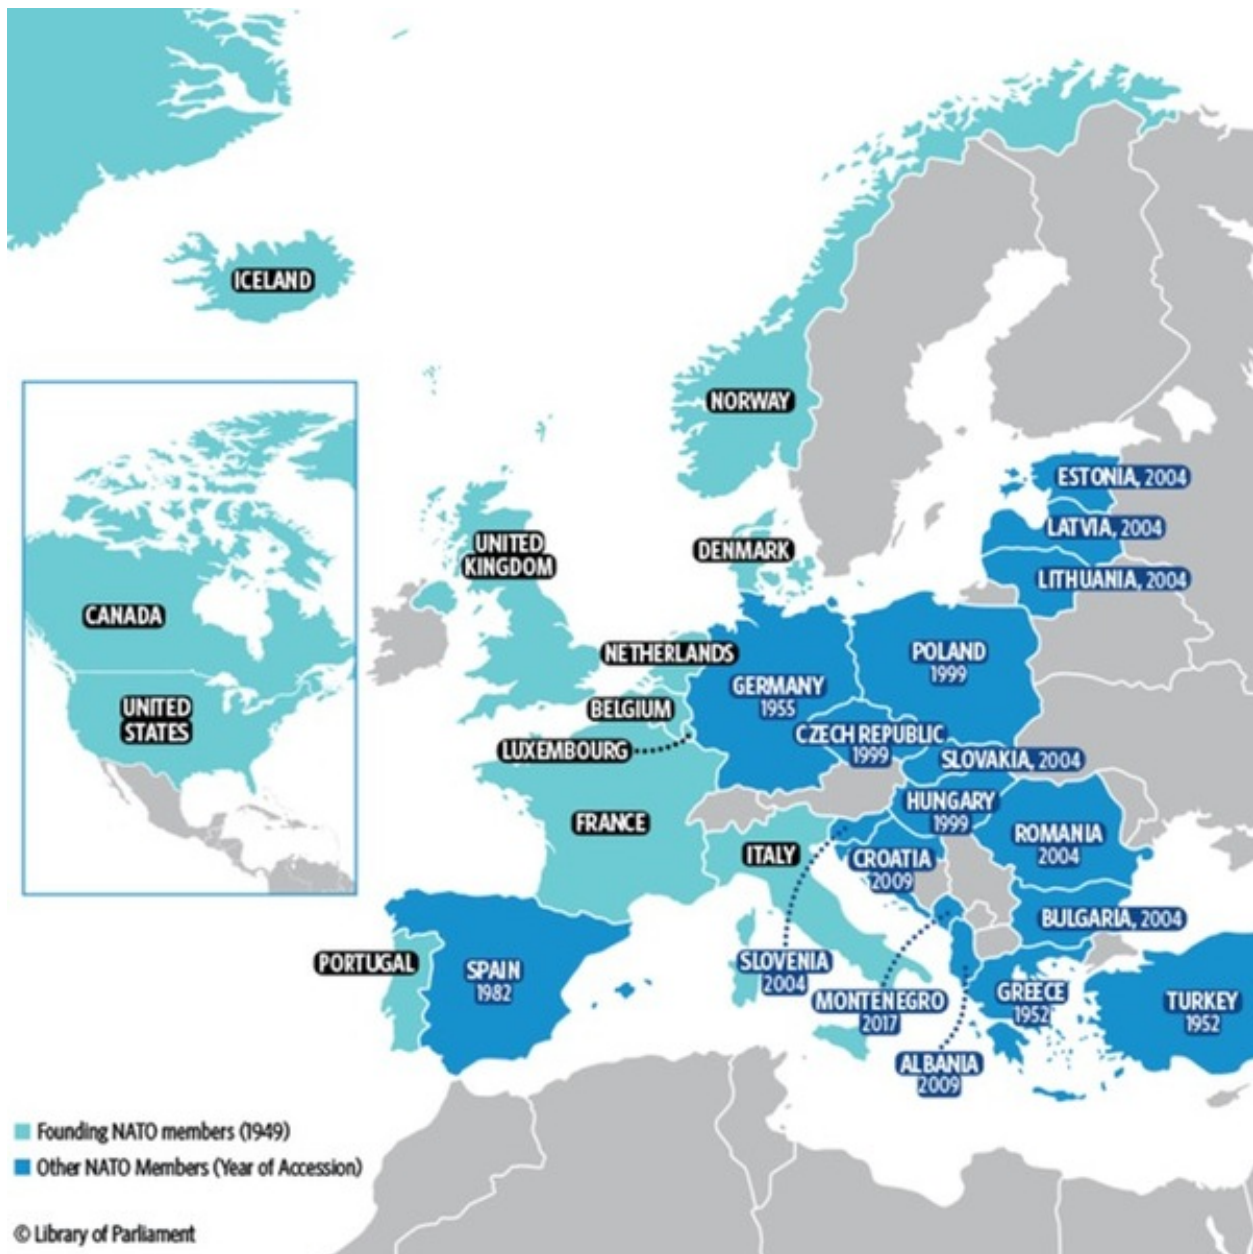 ICELAND
NORWAY
ESTONIA, 2004
LATVIA, 2004
LITHUANIA, 2004
UNITED
KINGDOM
DENMARK
CANADA
UNITED
STATES
NETHERLANDS
BELGIUM
LUXEMBOURG
GERMANY
1955
POLAND
1999
CZECH REPUBLIC
1999
SLOVAKIA, 2004
HUNGARY
1999
FRANCE
ITALY
CROATIA
2009
ROMANIA
2004
BULGARIA, 2004
PORTUGAL
SPAIN
1982
SLOVENIA
2004
MONTENEGRO
2017
ALBANIA
2009
GREECE
1952
TURKEY
1952
Founding NATO members (1949)
Other NATO Members (Year of Accession)
© Library of Parliament